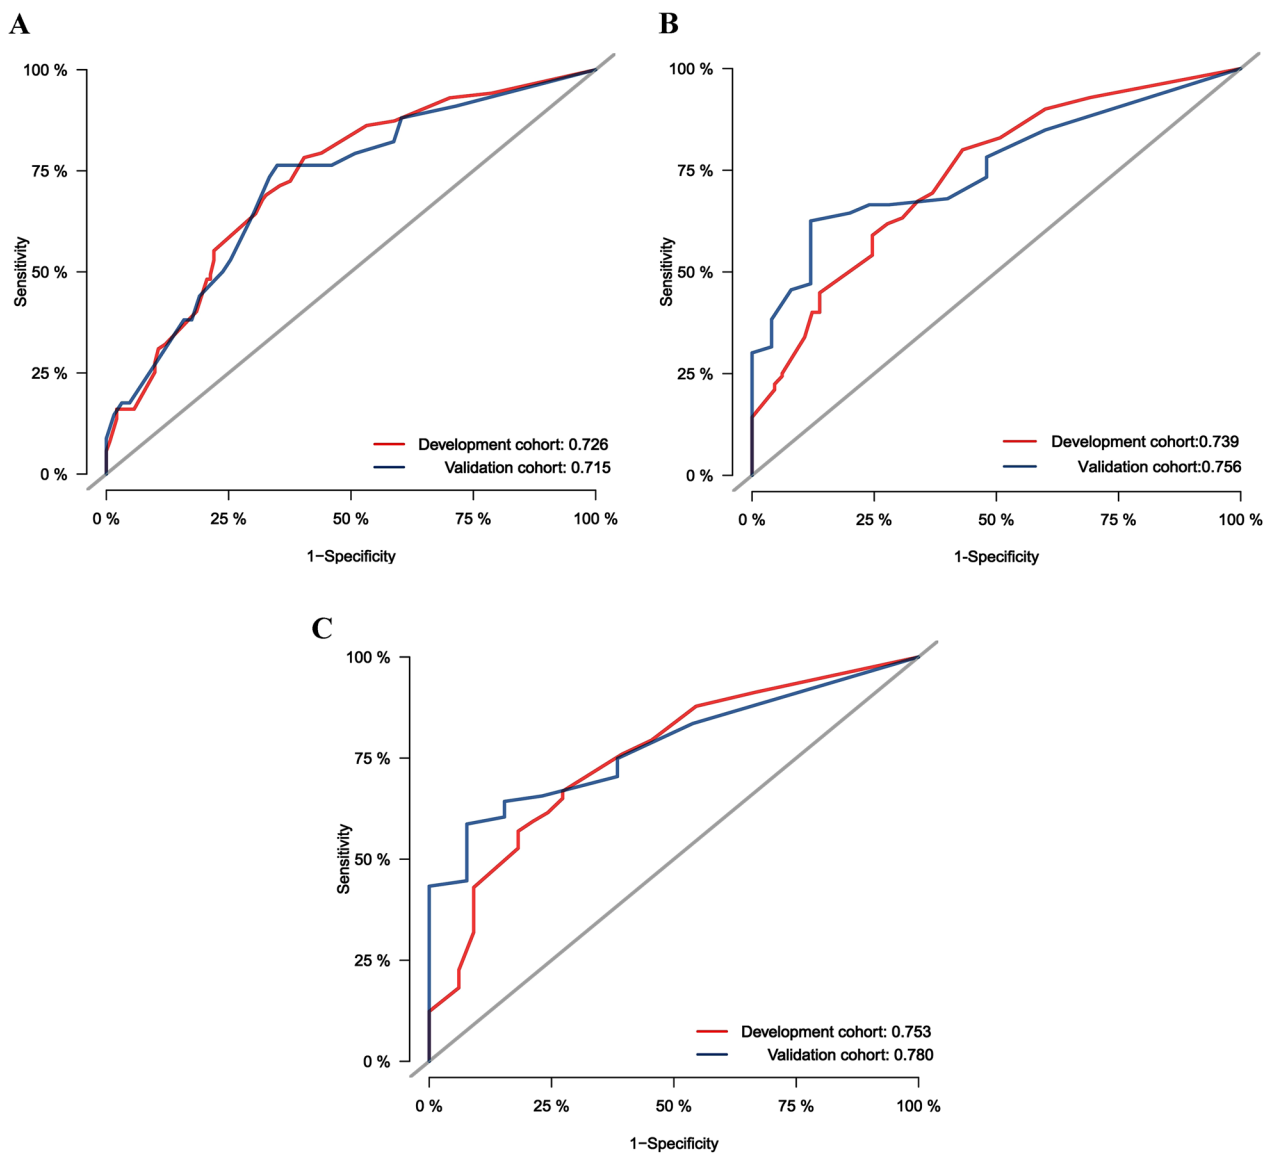 A
100 %
75 %
50 %
25 %
0 %
Sensitivity
Development cohort: 0.726
Validation cohort: 0.715
0 %
25 %
50 %
75 %
100 %
1−Specificity
B
100 %
75 %
50 %
25 %
0 %
Sensitivity
Development cohort:0.739
Validation cohort:0.756
0 %
25 %
50 %
75 %
100 %
1-Specificity
C
100 %
75 %
50 %
25 %
0 %
Sensitivity
Development cohort: 0.753
Validation cohort: 0.780
0 %
25 %
50 %
75 %
100 %
1−Specificity